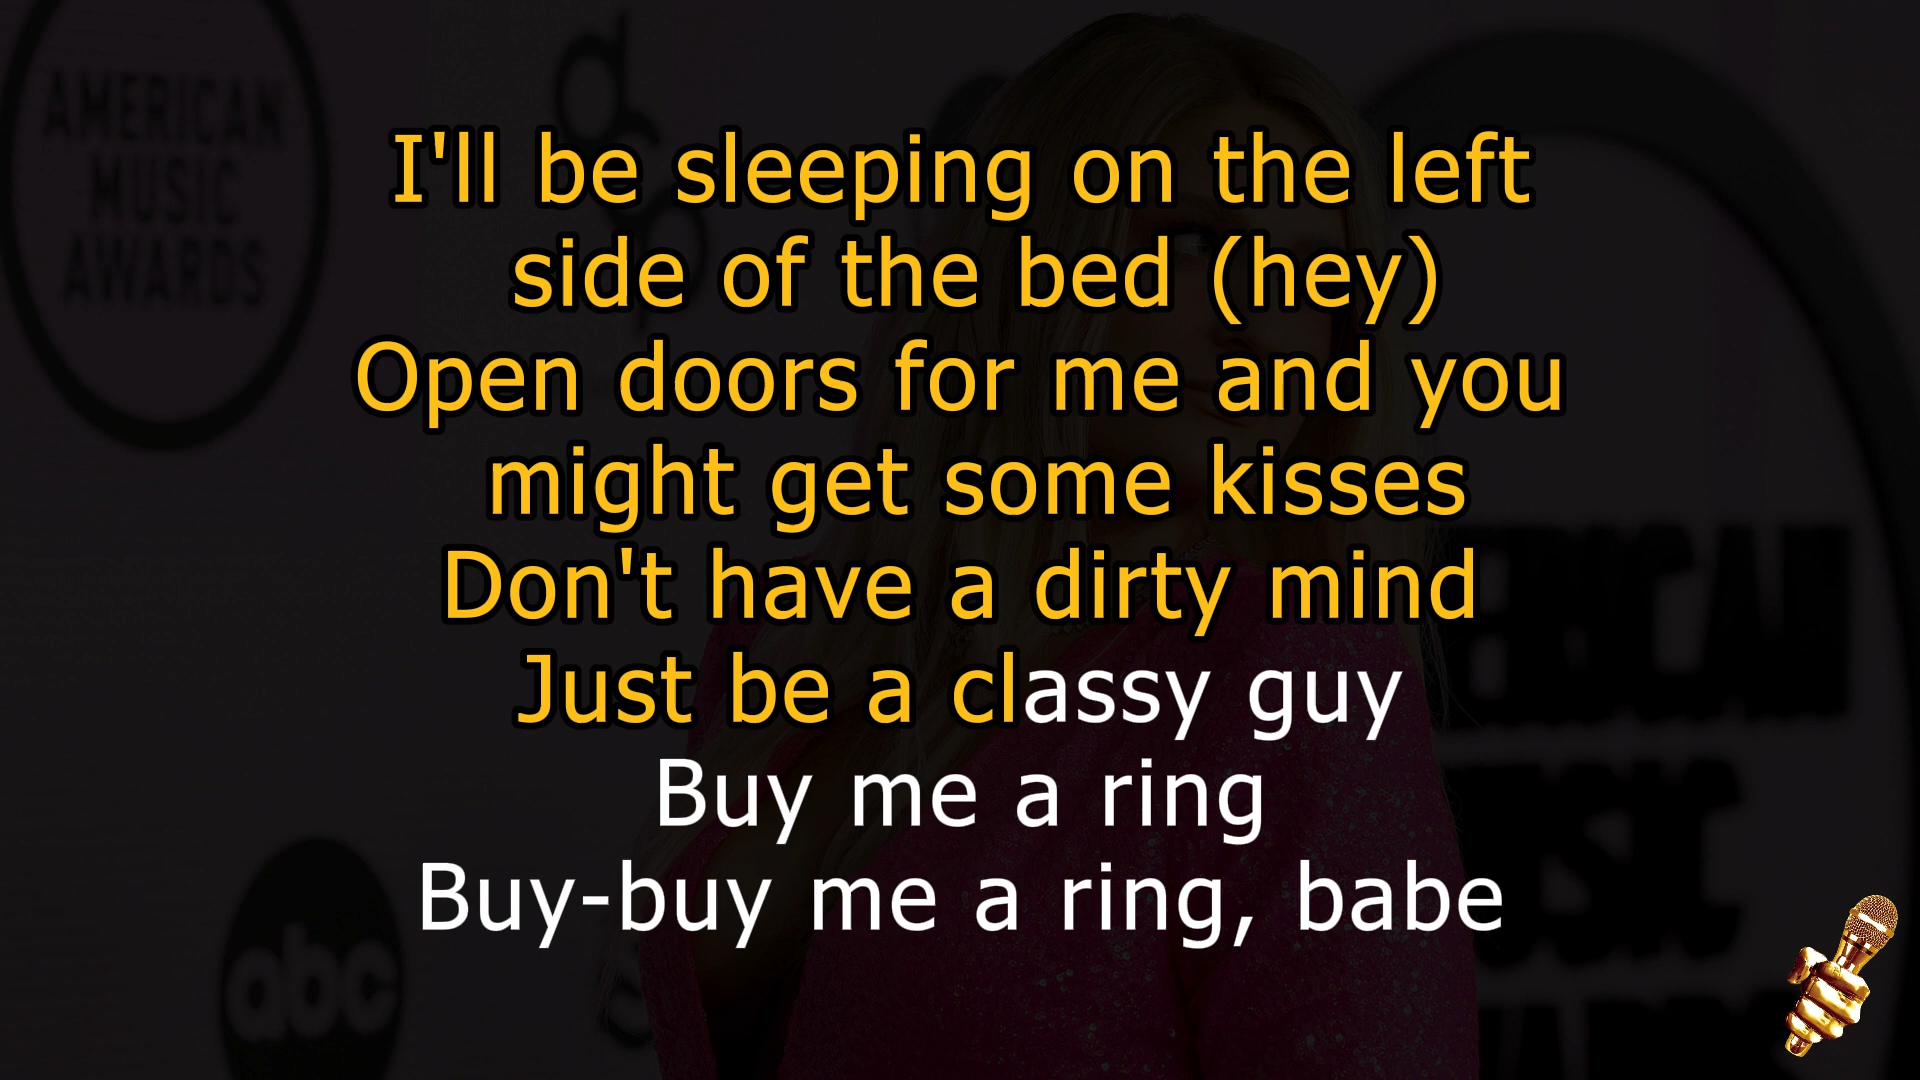 AMERICAN
MUSIC
AWARDS
I'll be sleeping on the left
side of the bed (hey)
Open doors for me and you
might get some kisses
Don't have a dirty mind
Just be a classy guy
Buy me a ring
Buy-buy me a ring, babe
abc